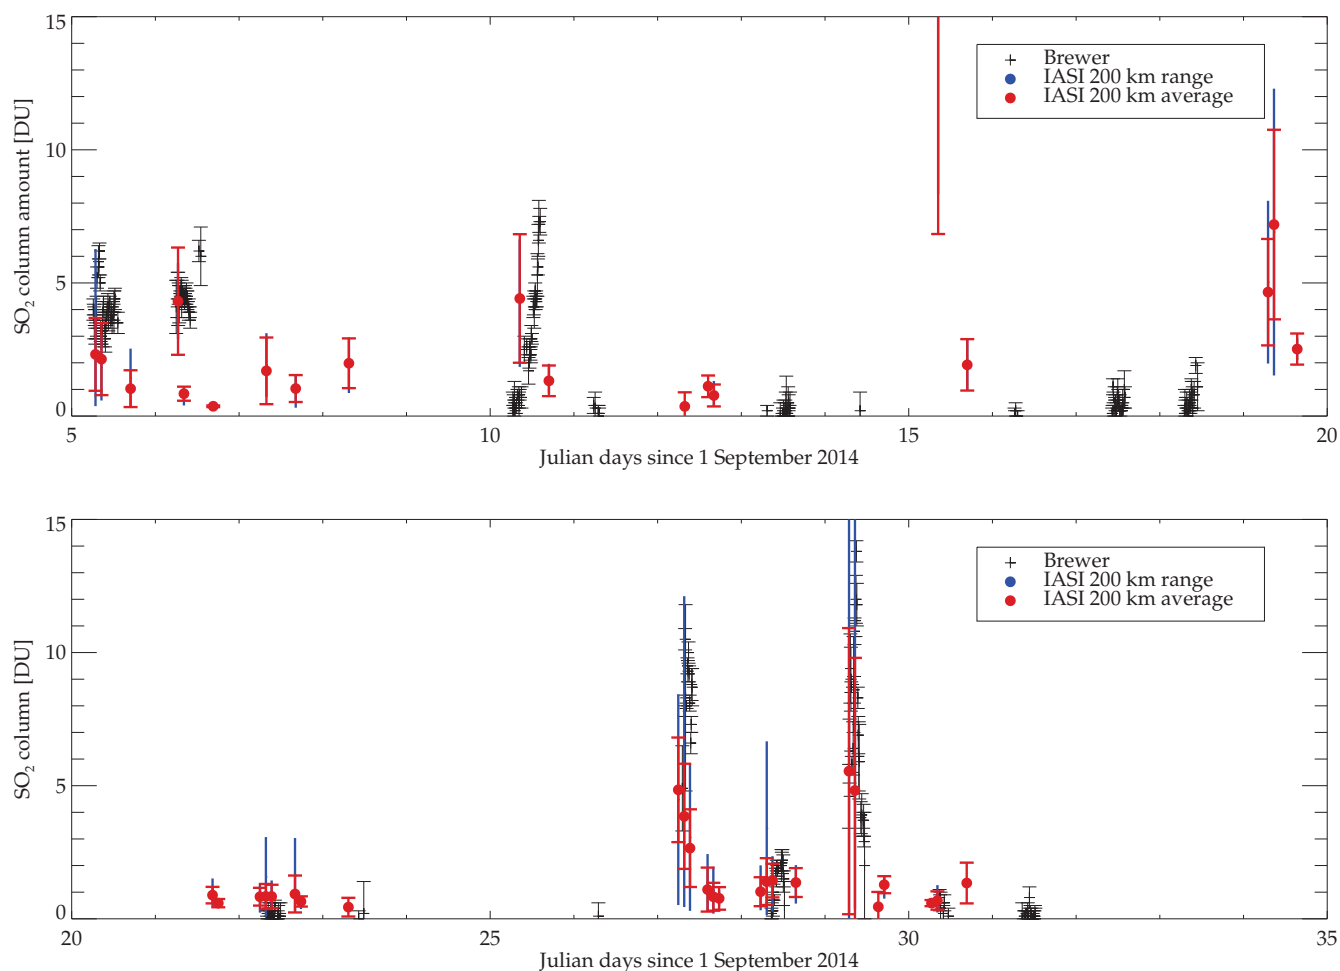 15
10
5
0
SO2 column amount [DU]
Brewer
IASI 200 km range
IASI 200 km average
5
10
15
20
Julian days since 1 September 2014
15
10
5
0
SO2 column [DU]
Brewer
IASI 200 km range
IASI 200 km average
20
25
30
35
Julian days since 1 September 2014